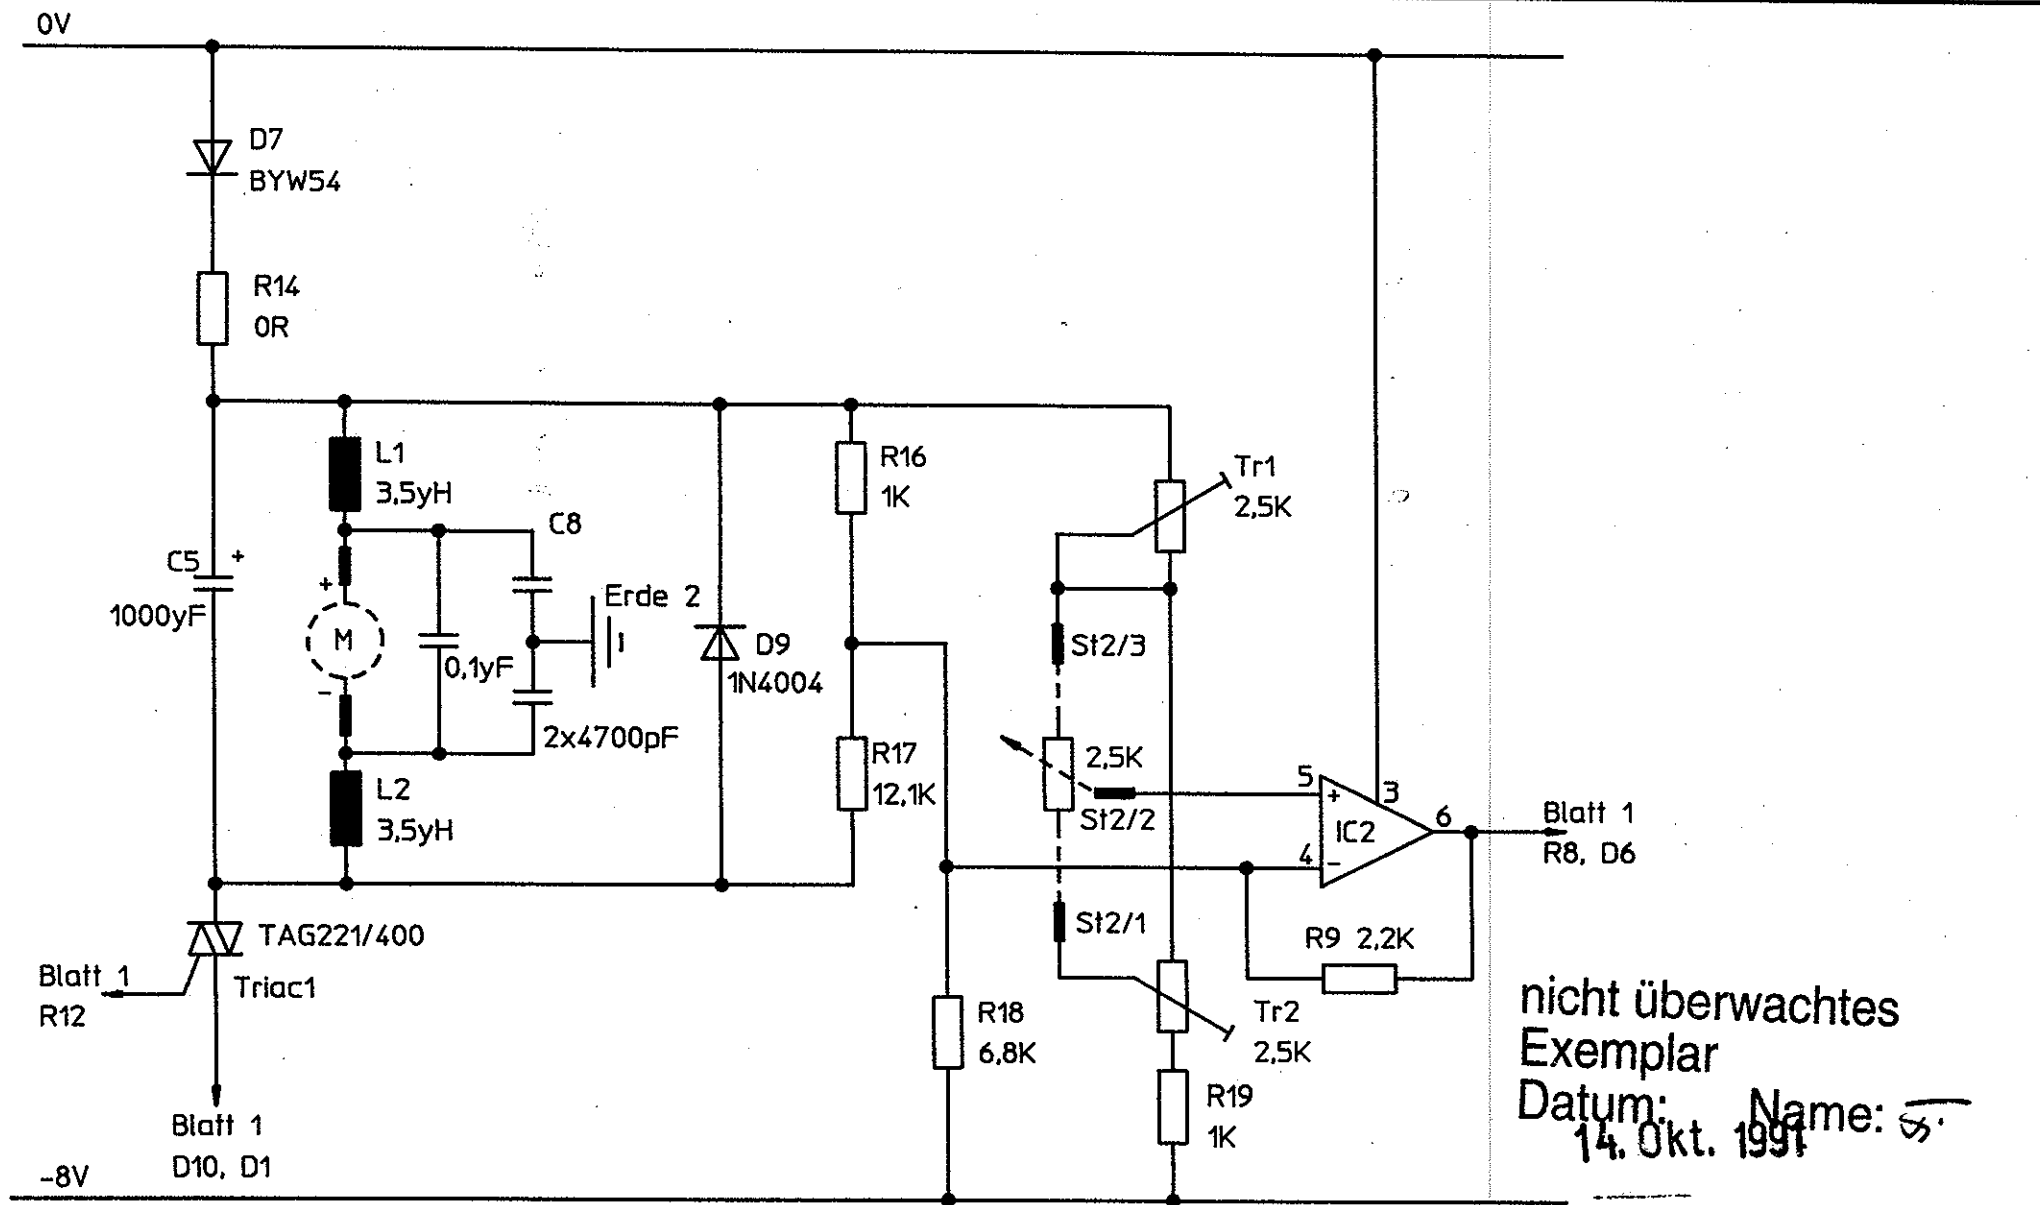 0V
D7
BYW54
R14
0R
L1
3,5yH
C8
C5
+
1000yF
+
M
-
0,1yF
Erde 2
2x4700pF
L2
3,5yH
D9
1N4004
R16
1K
R17
12,1K
Tr1
2,5K
St2/3
2,5K
St2/2
St2/1
5
+
3
IC2
6
4
-
Blatt 1
R8, D6
R9 2,2K
TAG221/400
Triac1
Blatt 1
R12
Blatt 1
D10, D1
R18
6,8K
Tr2
2,5K
R19
1K
-8V
nicht überwachtes
Exemplar
Datum: Name:
14. Okt. 1991